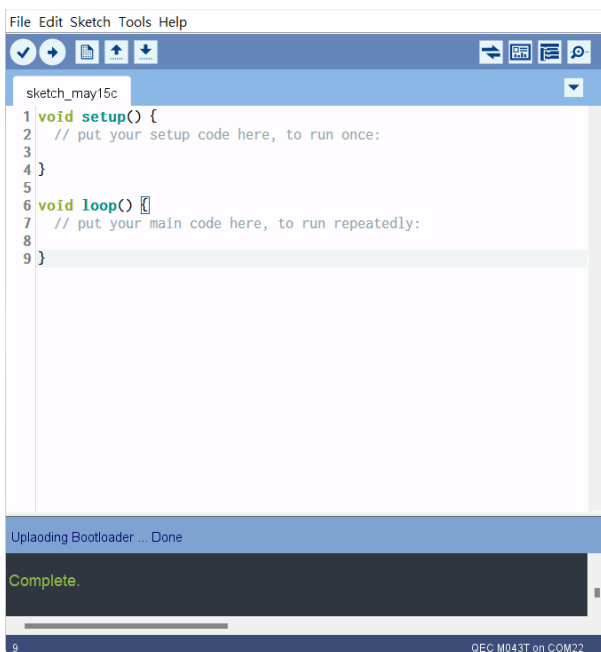 File Edit Sketch Tools Help
sketch_may15c
1 void setup() {
2 // put your setup code here, to run once:
3
4 }
5
6 void loop() {
7 // put your main code here, to run repeatedly:
8
9 }
Uplaoding Bootloader ... Done
Complete.
9 QEC M043T on COM22